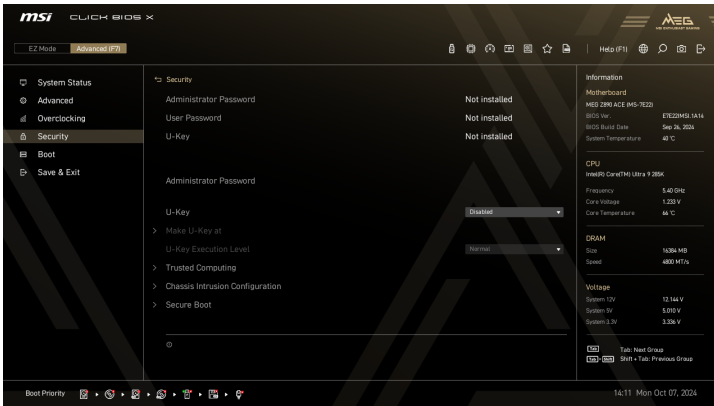 msi CLICK BIOS X
MEG
MSI ENTHUSIAST GAMING
EZ Mode Advanced (F7)
Help (F1)
System Status
Advanced
Overclocking
Security
Boot
Save & Exit
Security
Administrator Password Not installed
User Password Not installed
U-Key Not installed
Administrator Password
U-Key Disabled
> Make U-Key at
U-Key Execution Level Normal
> Trusted Computing
> Chassis Intrusion Configuration
> Secure Boot
Information
Motherboard
MEG Z890 ACE (MS-7E22)
BIOS Ver. E7E22IMSI.1A14
BIOS Build Date Sep 26, 2024
System Temperature 40 °C
CPU
Intel(R) Core(TM) Ultra 9 285K
Frequency 5.40 GHz
Core Voltage 1.233 V
Core Temperature 66 °C
DRAM
Size 16384 MB
Speed 4800 MT/s
Voltage
System 12V 12.144 V
System 5V 5.010 V
System 3.3V 3.336 V
Tab Tab: Next Group
Tab + Shift Shift + Tab: Previous Group
Boot Priority
14:11 Mon Oct 07, 2024